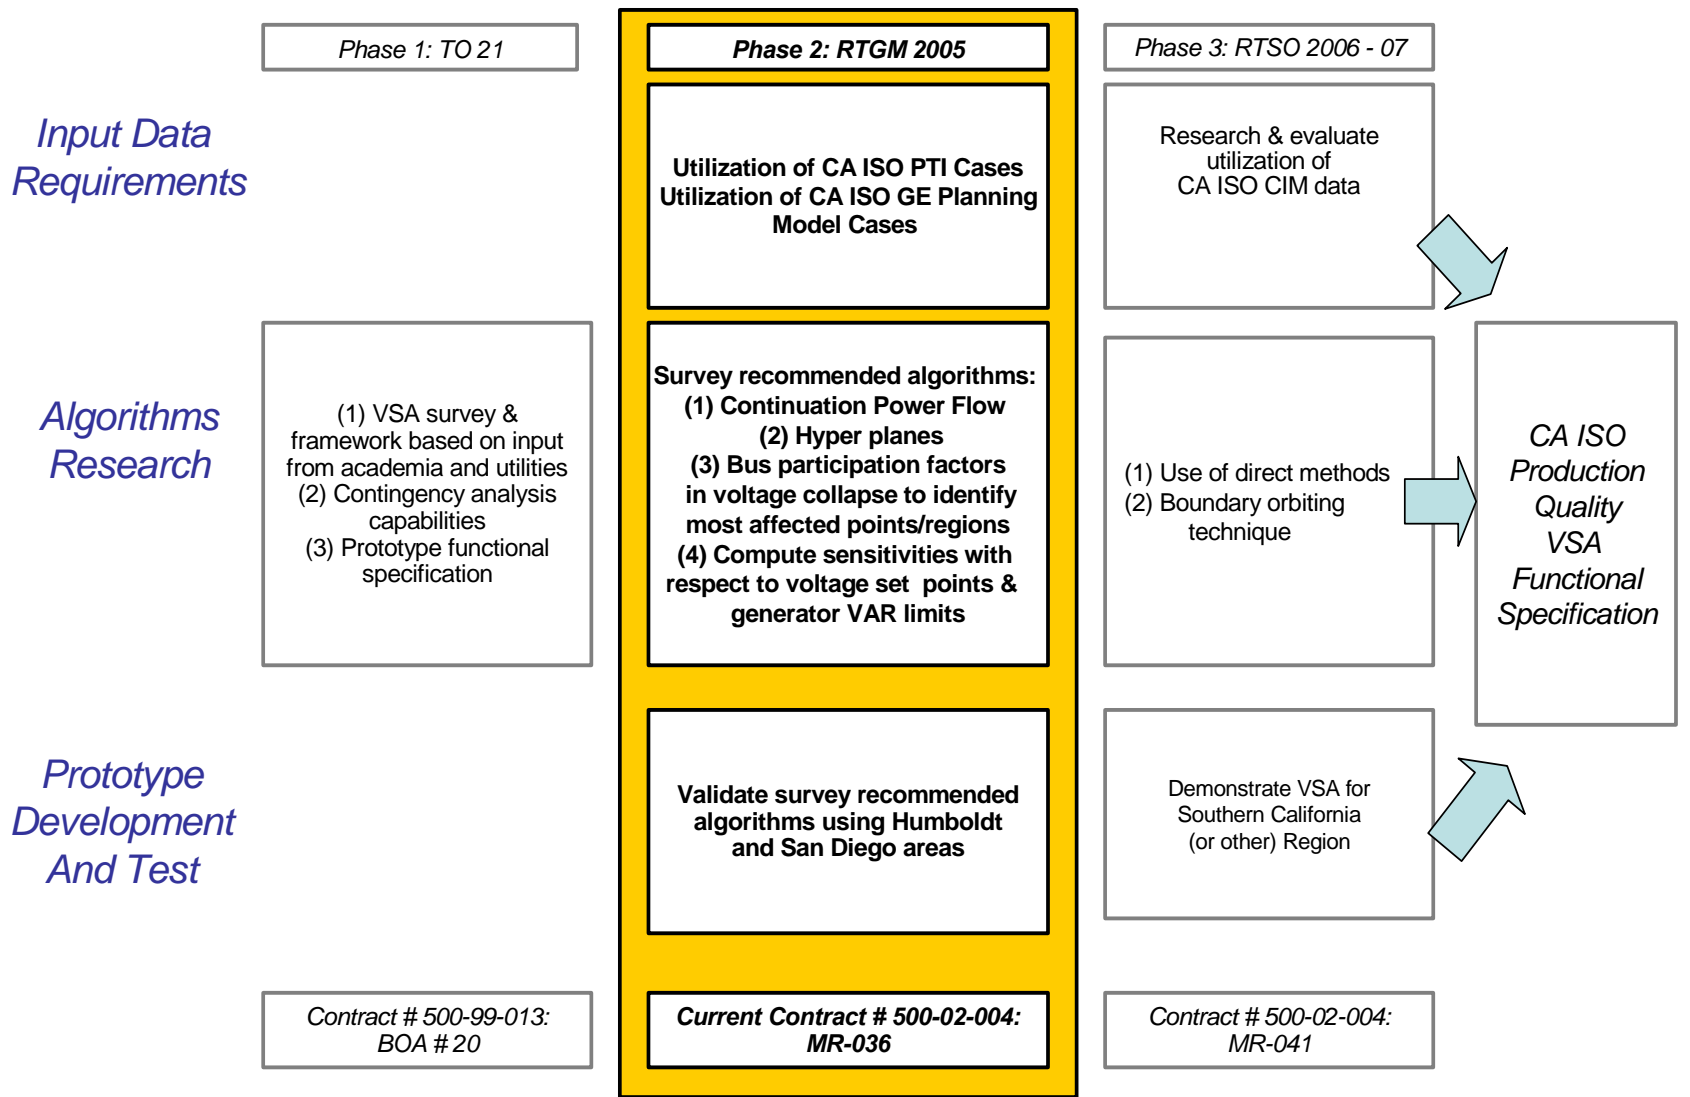 Phase 1: TO 21
Phase 2: RTGM 2005
Phase 3: RTSO 2006 - 07
Input Data
Requirements
Utilization of CA ISO PTI Cases
Utilization of CA ISO GE Planning
Model Cases
Research & evaluate
utilization of
CA ISO CIM data
Algorithms
Research
(1) VSA survey &
framework based on input
from academia and utilities
(2) Contingency analysis
capabilities
(3) Prototype functional
specification
Survey recommended algorithms:
(1) Continuation Power Flow
(2) Hyper planes
(3) Bus participation factors
in voltage collapse to identify
most affected points/regions
(4) Compute sensitivities with
respect to voltage set points &
generator VAR limits
(1) Use of direct methods
(2) Boundary orbiting
technique
CA ISO
Production
Quality
VSA
Functional
Specification
Prototype
Development
And Test
Validate survey recommended
algorithms using Humboldt
and San Diego areas
Demonstrate VSA for
Southern California
(or other) Region
Contract # 500-99-013:
BOA # 20
Current Contract # 500-02-004:
MR-036
Contract # 500-02-004:
MR-041